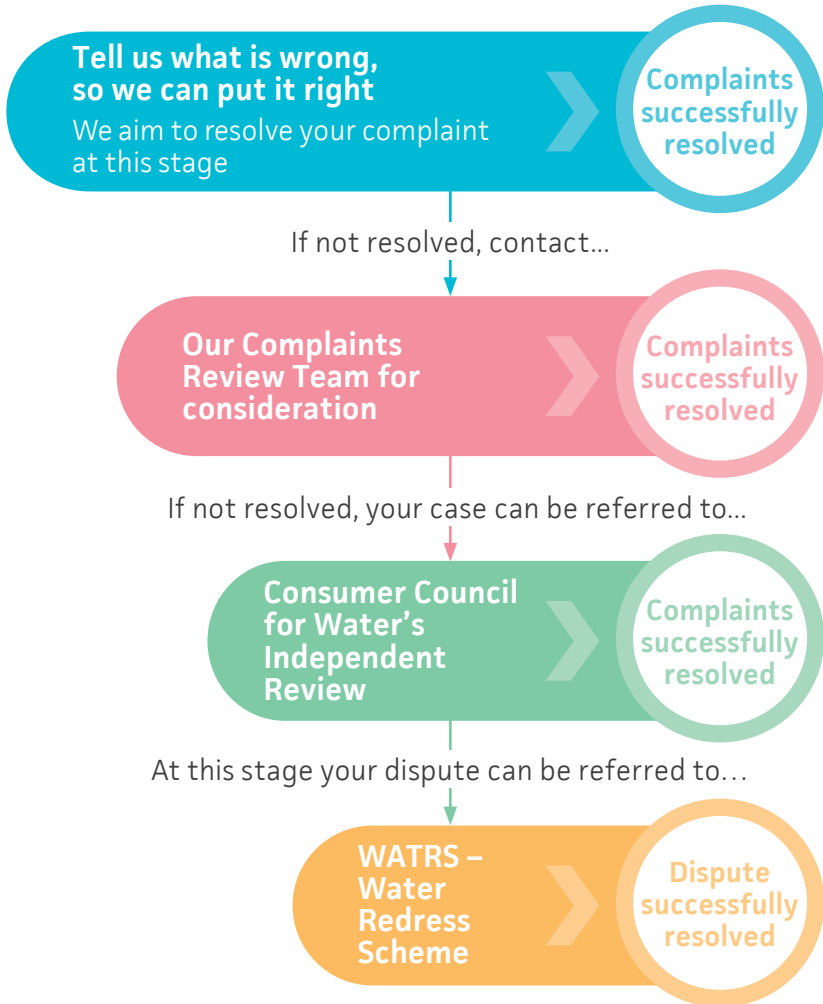 Tell us what is wrong,
so we can put it right
We aim to resolve your complaint
at this stage
Complaints
successfully
resolved
If not resolved, contact...
Our Complaints
Review Team for
consideration
Complaints
successfully
resolved
If not resolved, your case can be referred to...
Consumer Council
for Water’s
Independent
Review
Complaints
successfully
resolved
At this stage your dispute can be referred to...
WATRS –
Water
Redress
Scheme
Dispute
successfully
resolved